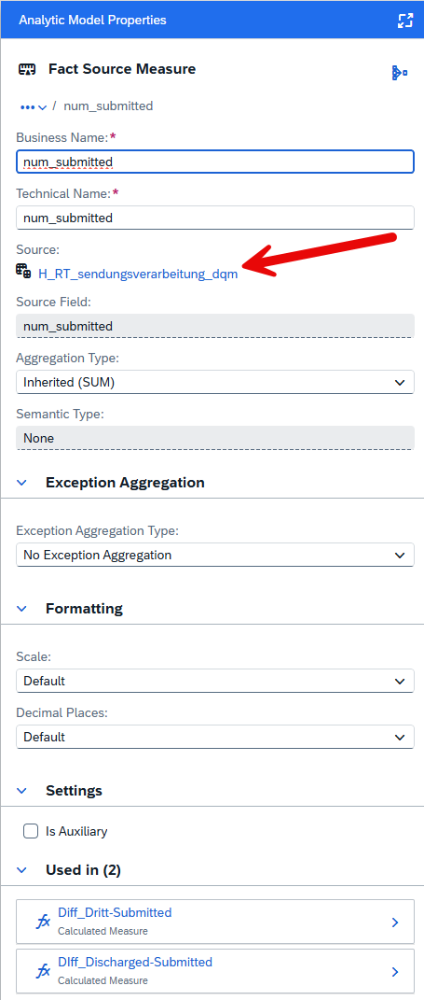 Analytic Model Properties
Fact Source Measure
••• / num_submitted
Business Name:*
num_submitted
Technical Name:*
num_submitted
Source:
H_RT_sendungsverarbeitung_dqm
Source Field:
num_submitted
Aggregation Type:
Inherited (SUM)
Semantic Type:
None
Exception Aggregation
Exception Aggregation Type:
No Exception Aggregation
Formatting
Scale:
Default
Decimal Places:
Default
Settings
Is Auxiliary
Used in (2)
fx Diff_Dritt-Submitted
Calculated Measure
fx DIff_Discharged-Submitted
Calculated Measure